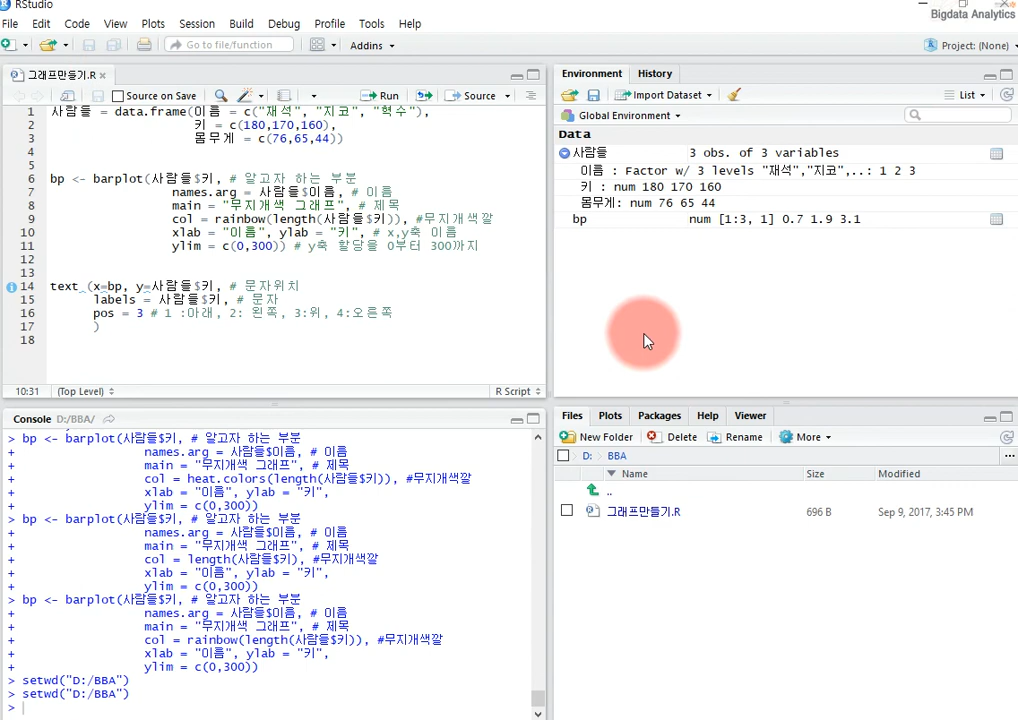 RStudio
Bigdata Analytics
File Edit Code View Plots Session Build Debug Profile Tools Help
Go to file/function Addins Project: (None)
그래프만들기.R
Source on Save Run Source
1 사람들 = data.frame(이름 = c("재석", "지코", "혁수"),
2 키 = c(180,170,160),
3 몸무게 = c(76,65,44))
4
5
6 bp <- barplot(사람들$키, # 알고자 하는 부분
7 names.arg = 사람들$이름, # 이름
8 main = "무지개색 그래프", # 제목
9 col = rainbow(length(사람들$키)), #무지개색깔
10 xlab = "이름", ylab = "키", # x,y축 이름
11 ylim = c(0,300)) # y축 할당을 0부터 300까지
12
13
14 text (x=bp, y=사람들$키, # 문자위치
15 labels = 사람들$키, # 문자
16 pos = 3 # 1 :아래, 2: 왼쪽, 3:위, 4:오른쪽
17 )
18
10:31 (Top Level) R Script
Console D:/BBA/
> bp <- barplot(사람들$키, # 알고자 하는 부분
+ names.arg = 사람들$이름, # 이름
+ main = "무지개색 그래프", # 제목
+ col = heat.colors(length(사람들$키)), #무지개색깔
+ xlab = "이름", ylab = "키",
+ ylim = c(0,300))
> bp <- barplot(사람들$키, # 알고자 하는 부분
+ names.arg = 사람들$이름, # 이름
+ main = "무지개색 그래프", # 제목
+ col = length(사람들$키), #무지개색깔
+ xlab = "이름", ylab = "키",
+ ylim = c(0,300))
> bp <- barplot(사람들$키, # 알고자 하는 부분
+ names.arg = 사람들$이름, # 이름
+ main = "무지개색 그래프", # 제목
+ col = rainbow(length(사람들$키)), #무지개색깔
+ xlab = "이름", ylab = "키",
+ ylim = c(0,300))
> setwd("D:/BBA")
> setwd("D:/BBA")
>
Environment History
Import Dataset List
Global Environment
Data
사람들 3 obs. of 3 variables
이름 : Factor w/ 3 levels "재석","지코",..: 1 2 3
키 : num 180 170 160
몸무게: num 76 65 44
bp num [1:3, 1] 0.7 1.9 3.1
Files Plots Packages Help Viewer
New Folder Delete Rename More
D: BBA
Name Size Modified
..
그래프만들기.R 696 B Sep 9, 2017, 3:45 PM